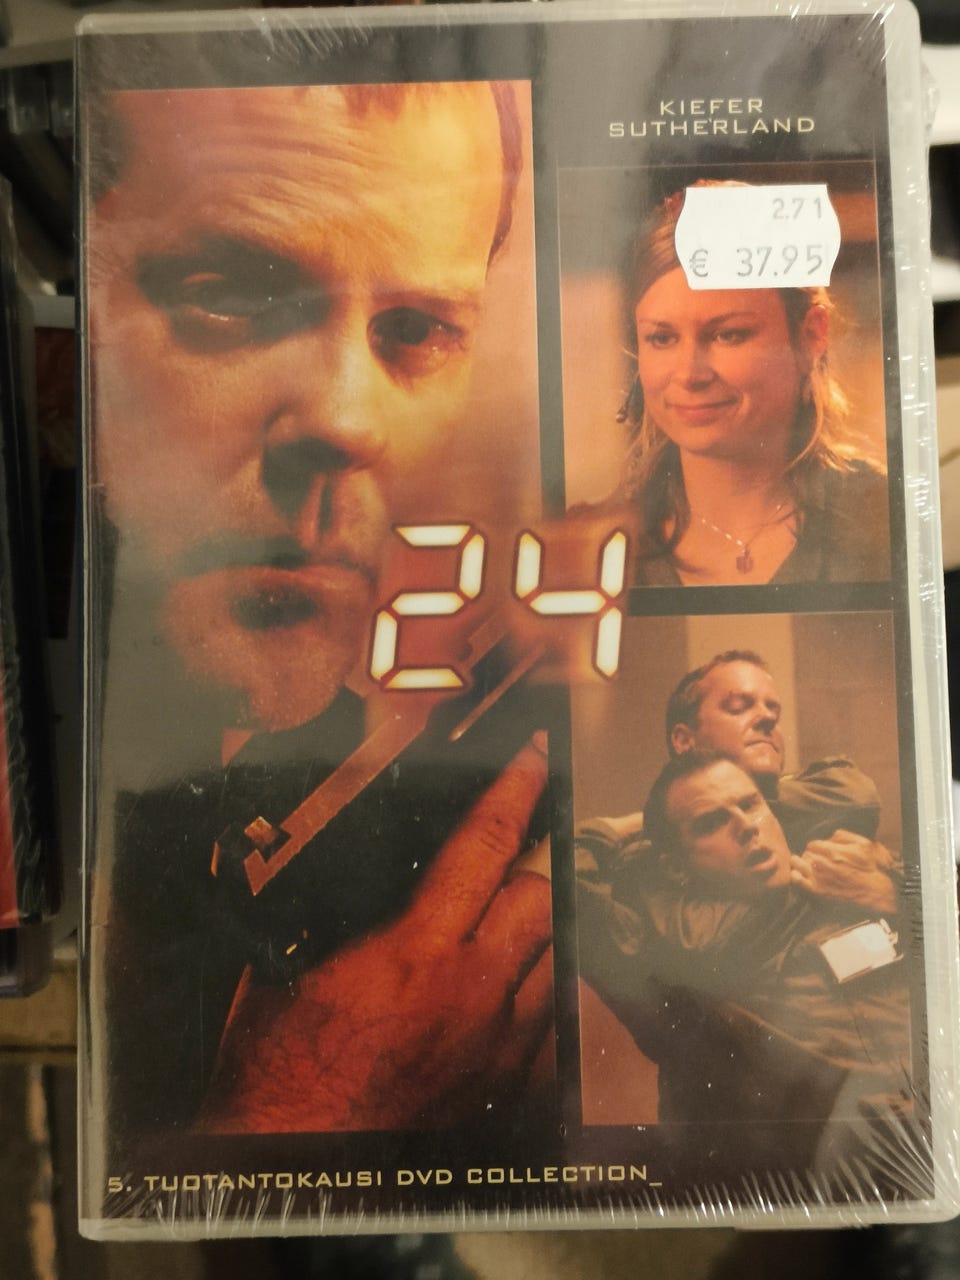 KIEFER
SUTHERLAND
2.71
€ 37.95
24
5. TUOTANTOKAUSI DVD COLLECTION_